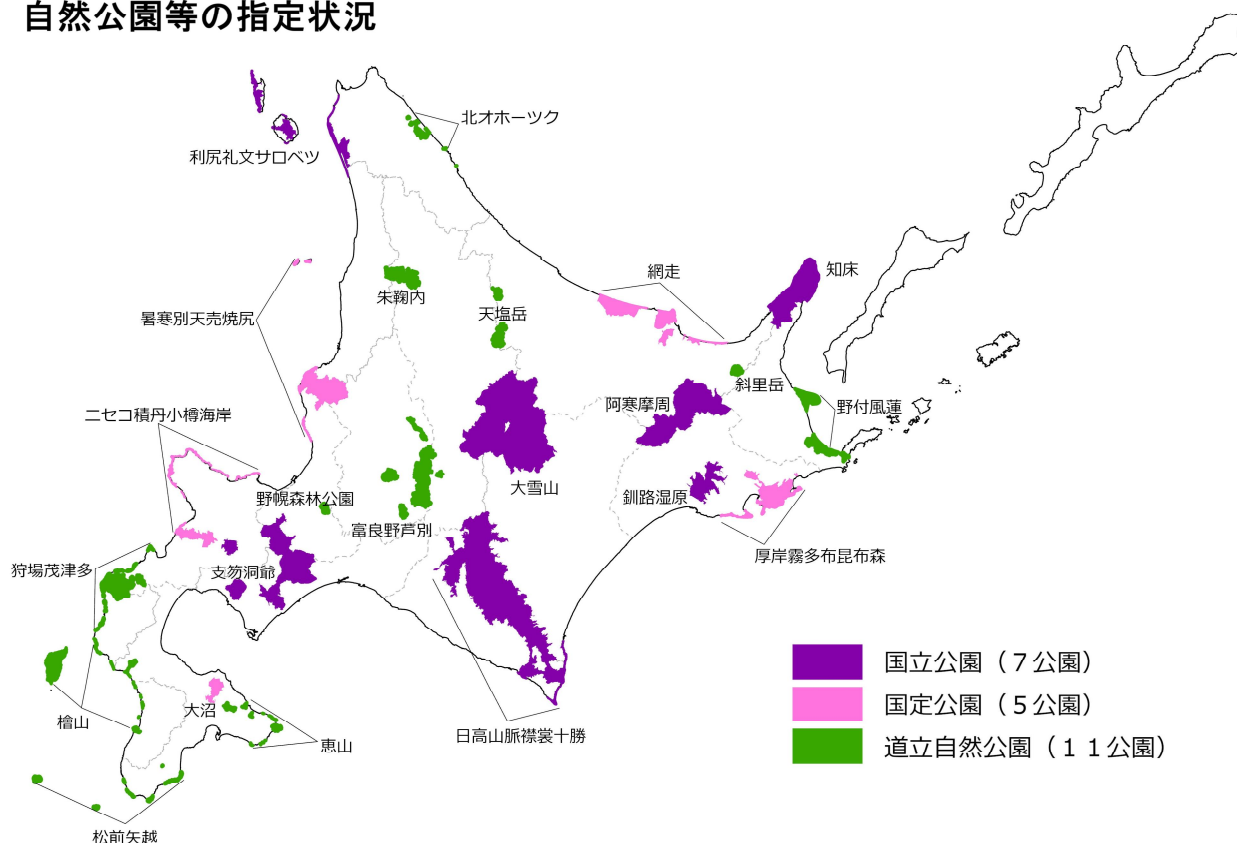 自然公園等の指定状況
北オホーツク
利尻礼文サロベツ
知床
網走
朱鞠内
天塩岳
暑寒別天売焼尻
斜里岳
阿寒摩周
野付風蓮
ニセコ積丹小樽海岸
大雪山
釧路湿原
野幌森林公園
富良野芦別
厚岸霧多布昆布森
狩場茂津多
支笏洞爺
国立公園（７公園）
国定公園（５公園）
道立自然公園（１１公園）
檜山
大沼
恵山
日高山脈襟裳十勝
松前矢越